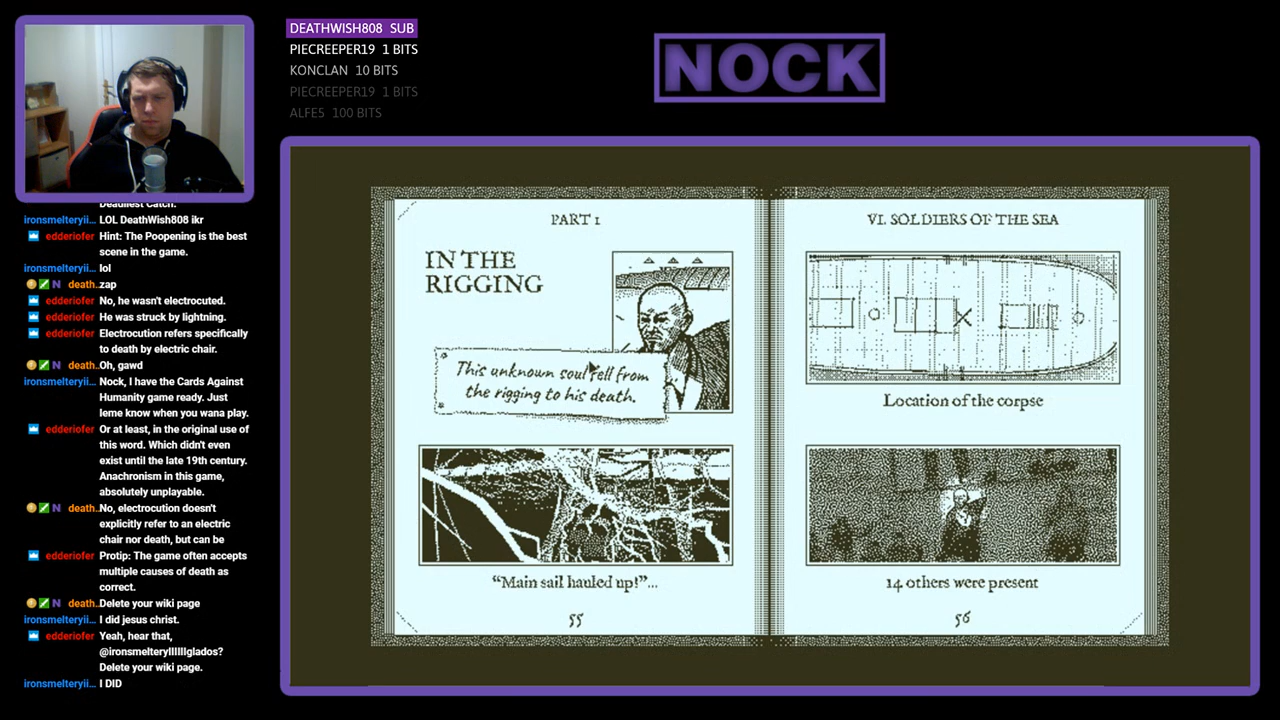 DEATHWISH808 SUB
PIECREEPER19 1 BITS
KONCLAN 10 BITS
PIECREEPER19 1 BITS
ALFE5 100 BITS
NOCK
Deadliest Catch.
ironsmelteryii... LOL DeathWish808 ikr
edderiofer Hint: The Poopening is the best
scene in the game.
ironsmelteryii... lol
N death.. zap
edderiofer No, he wasn't electrocuted.
edderiofer He was struck by lightning.
edderiofer Electrocution refers specifically
to death by electric chair.
N death.. Oh, gawd
ironsmelteryii... Nock, I have the Cards Against
Humanity game ready. Just
leme know when you wana play.
edderiofer Or at least, in the original use of
this word. Which didn't even
exist until the late 19th century.
Anachronism in this game,
absolutely unplayable.
N death.. No, electrocution doesn't
explicitly refer to an electric
chair nor death, but can be
edderiofer Protip: The game often accepts
multiple causes of death as
correct.
N death.. Delete your wiki page
ironsmelteryii... I did jesus christ.
edderiofer Yeah, hear that,
@ironsmelterylllIIlglados?
Delete your wiki page.
ironsmelteryii... I DID
PART 1
IN THE
RIGGING
This unknown soul fell from
the rigging to his death.
"Main sail hauled up!"...
55
VI. SOLDIERS OF THE SEA
Location of the corpse
14 others were present
56